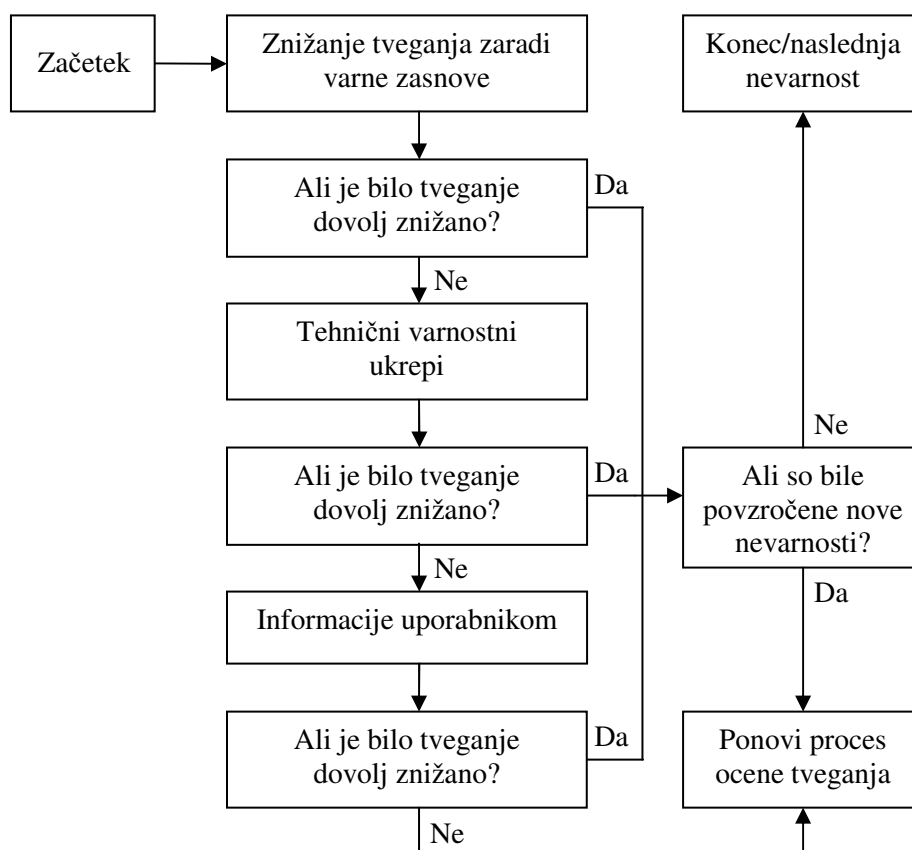 Začetek
Znižanje tveganja zaradi
varne zasnove
Konec/naslednja
nevarnost
Ali je bilo tveganje
dovolj znižano?
Da
Ne
Tehnični varnostni
ukrepi
Ali je bilo tveganje
dovolj znižano?
Da
Ne
Ali so bile
povzročene nove
nevarnosti?
Ne
Da
Informacije uporabnikom
Ali je bilo tveganje
dovolj znižano?
Da
Ne
Ponovi proces
ocene tveganja